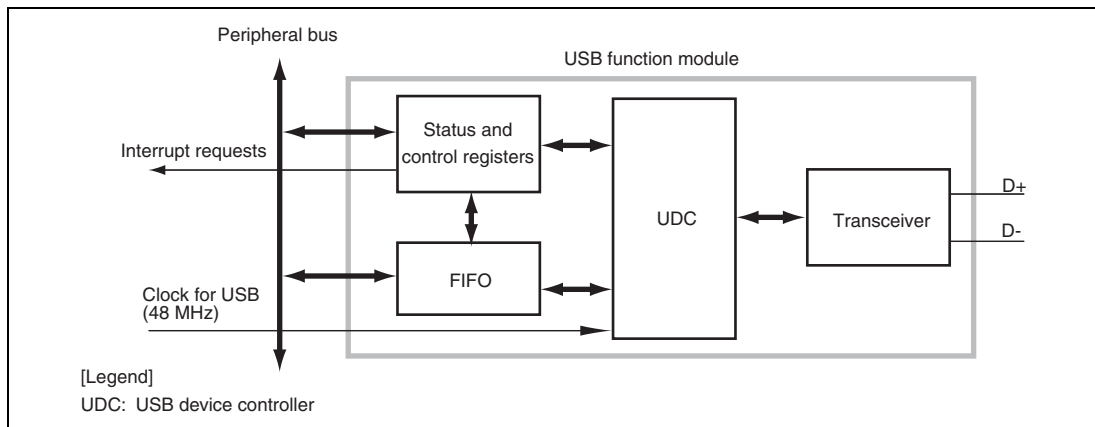 Peripheral bus
USB function module
Status and
control registers
Interrupt requests
UDC
Transceiver
D+
D-
FIFO
Clock for USB
(48 MHz)
[Legend]
UDC: USB device controller